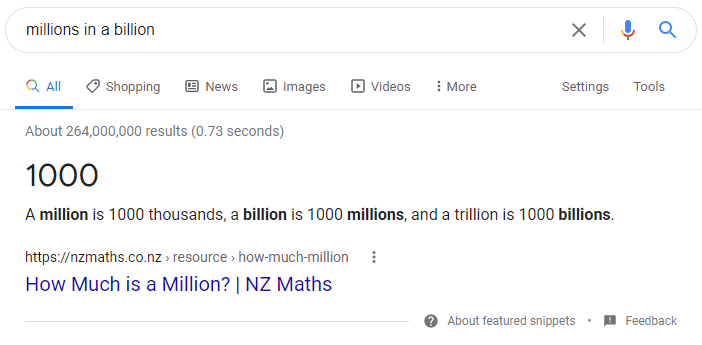 millions in a billion
All Shopping News Images Videos More Settings Tools
About 264,000,000 results (0.73 seconds)
1000
A million is 1000 thousands, a billion is 1000 millions, and a trillion is 1000 billions.
https://nzmaths.co.nz › resource › how-much-million
How Much is a Million? | NZ Maths
About featured snippets • Feedback